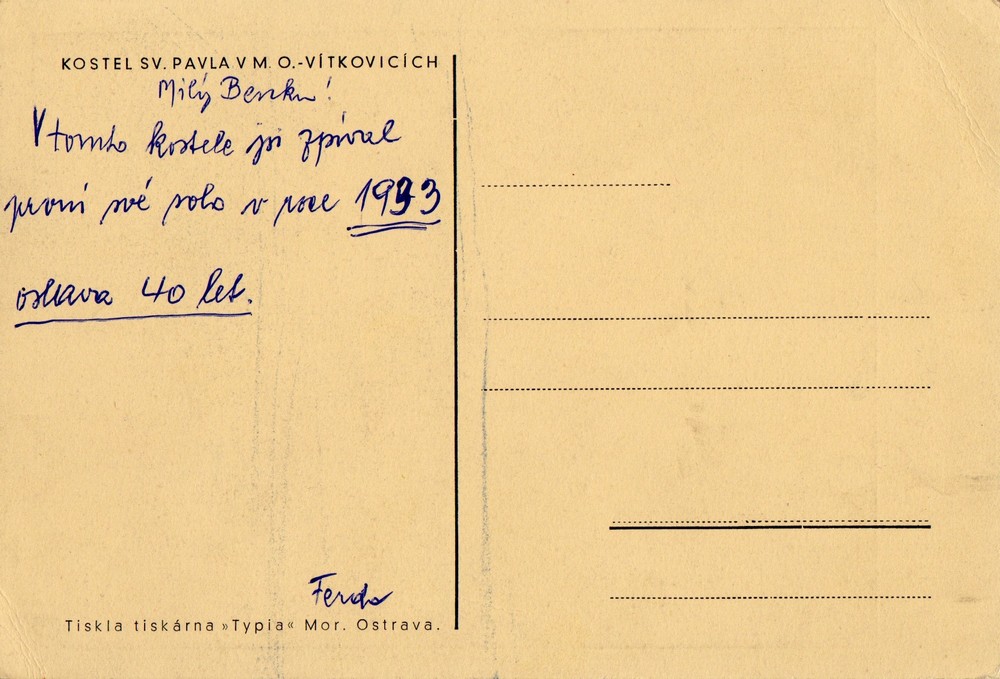 KOSTEL SV. PAVLA V M. O.-VÍTKOVICÍCH
Milý
V tomto kostele jsi zpíval
první své solo v roce 1933
oslava 40 let.
Ferda
Tiskla tiskárna »Typia« Mor. Ostrava.